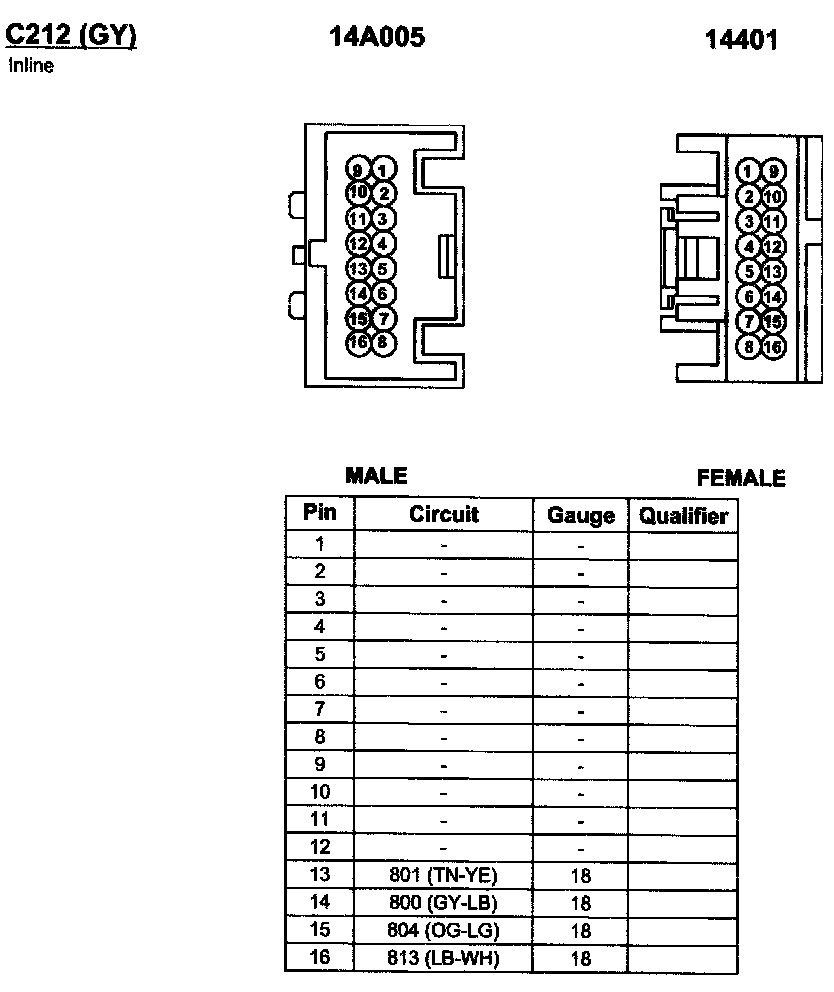 C212 (GY) 14A005 14401
Inline
9 1 1 9
10 2 2 10
11 3 3 11
12 4 4 12
13 5 5 13
14 6 6 14
15 7 7 15
16 8 8 16
MALE FEMALE
Pin Circuit Gauge Qualifier
1 - -
2 - -
3 - -
4 - -
5 - -
6 - -
7 - -
8 - -
9 - -
10 - -
11 - -
12 - -
13 801 (TN-YE) 18
14 800 (GY-LB) 18
15 804 (OG-LG) 18
16 813 (LB-WH) 18